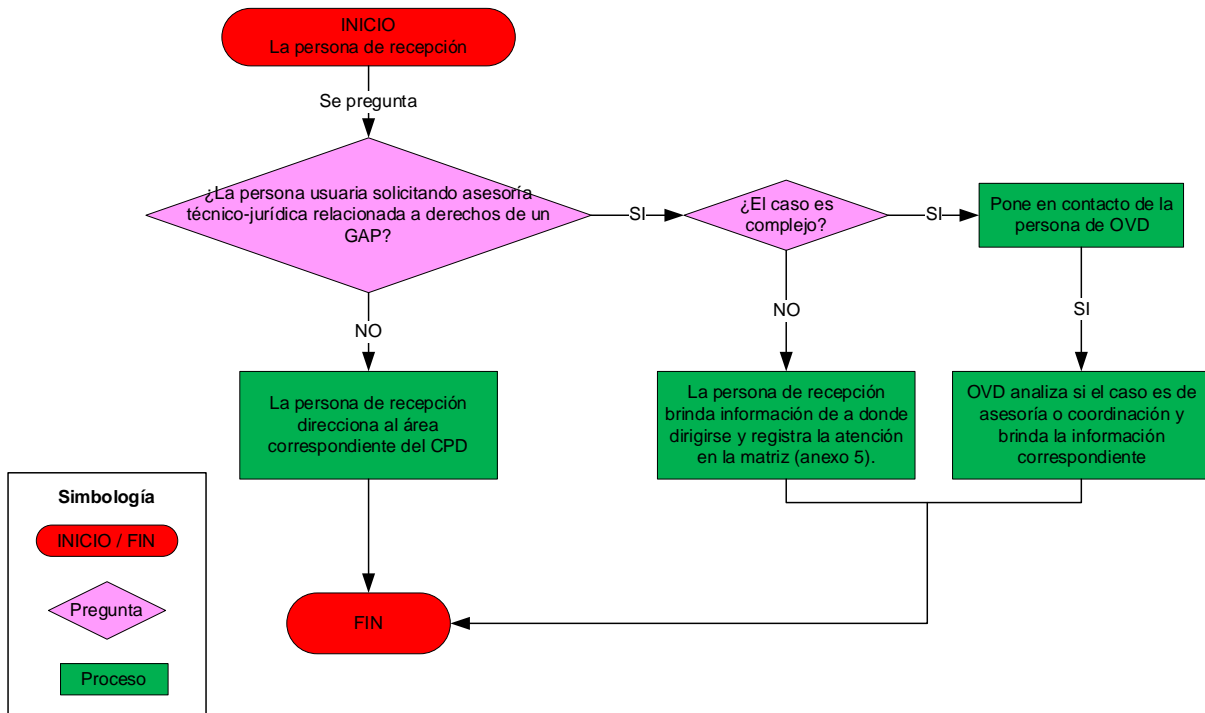 INICIO
La persona de recepción
Se pregunta
¿La persona usuaria solicitando asesoría
técnico-jurídica relacionada a derechos de un
GAP?
SI
¿El caso es
complejo?
SI
Pone en contacto de la
persona de OVD
NO
NO
SI
La persona de recepción
direcciona al área
correspondiente del CPD
La persona de recepción
brinda información de a donde
dirigirse y registra la atención
en la matriz (anexo 5).
OVD analiza si el caso es de
asesoría o coordinación y
brinda la información
correspondiente
Simbología
INICIO / FIN
Pregunta
Proceso
FIN